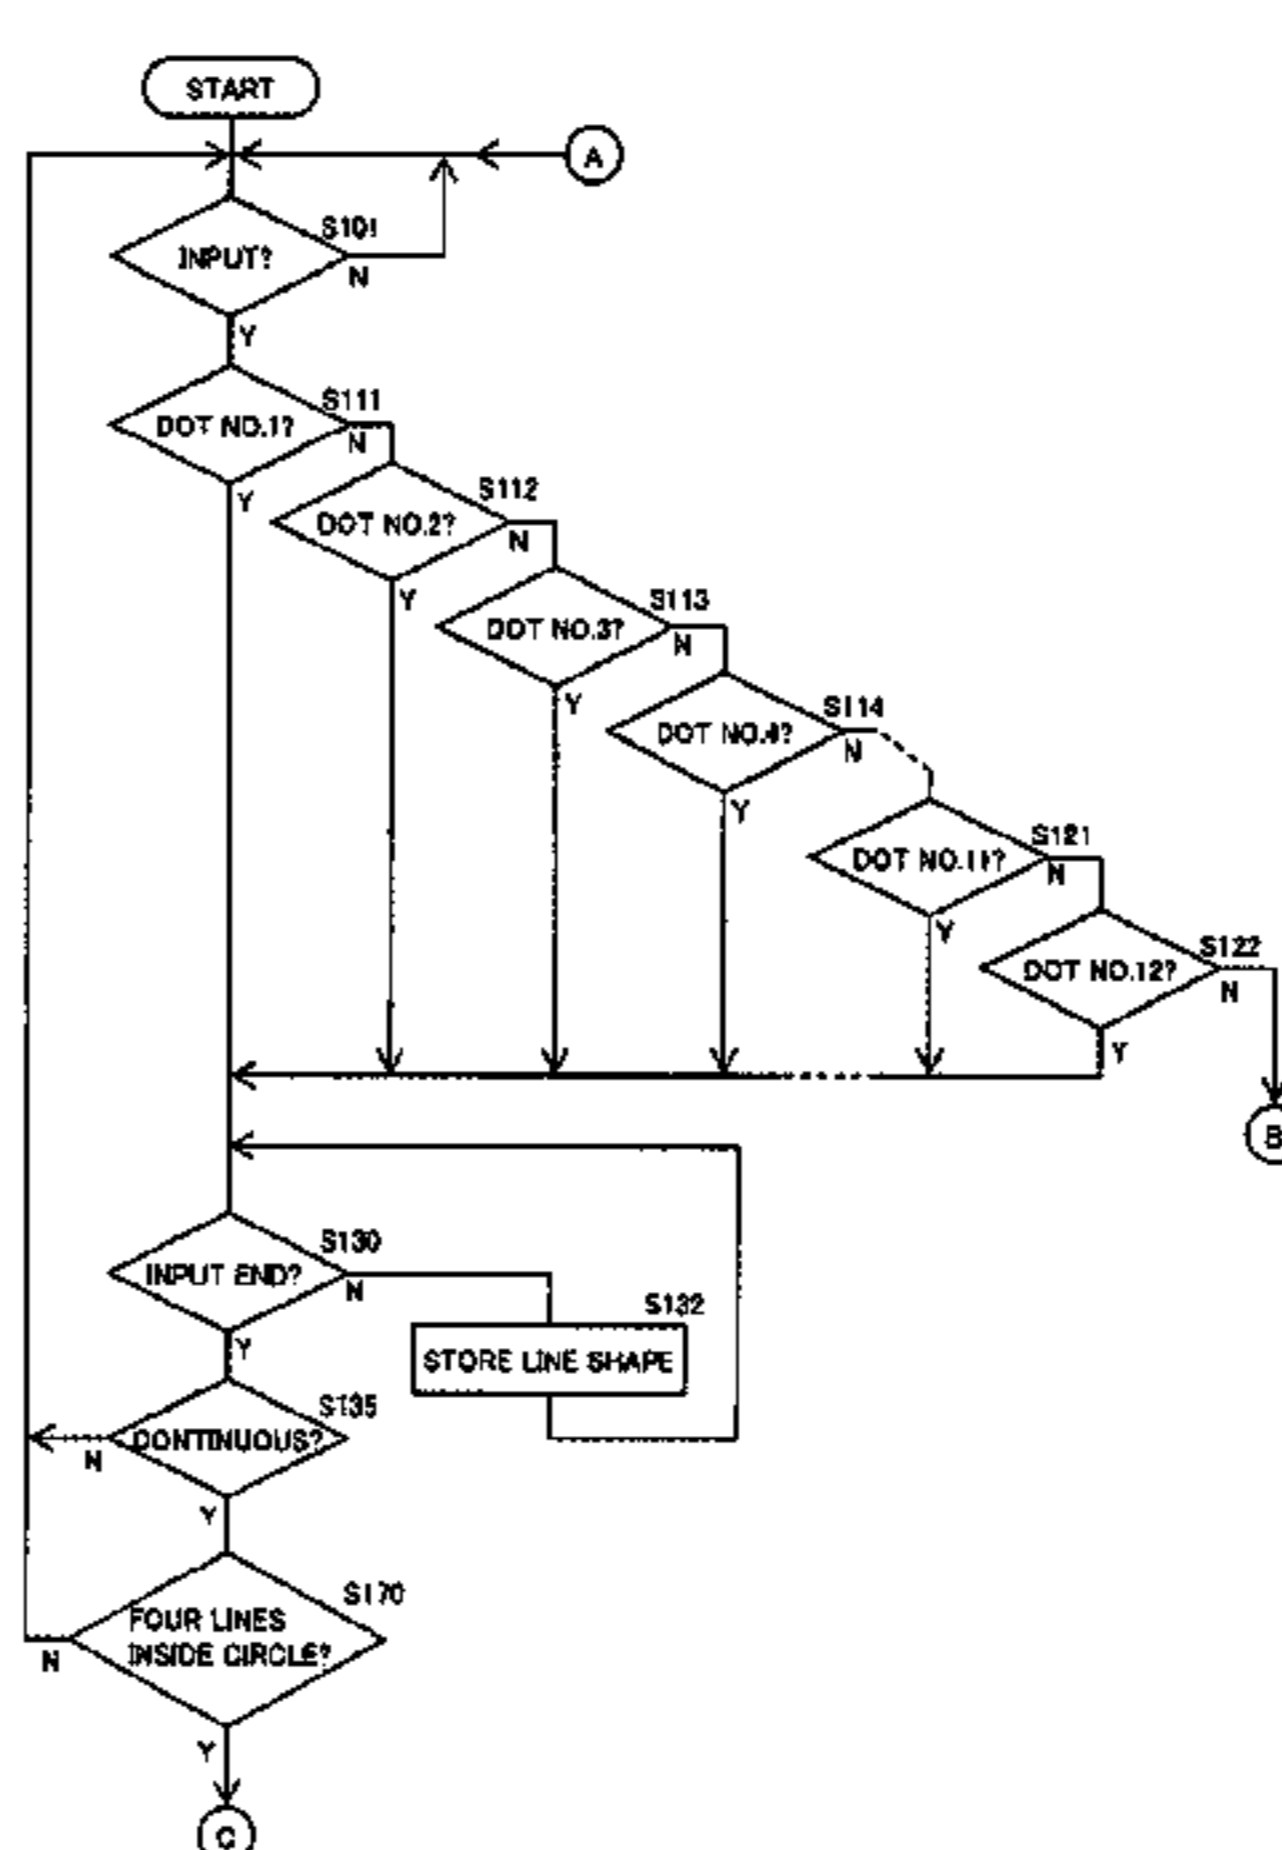 START
A
S101
INPUT?
N
Y
S111
DOT NO.1?
N
Y
S112
DOT NO.2?
N
Y
S113
DOT NO.3?
N
Y
S114
DOT NO.4?
N
Y
S121
DOT NO.11?
N
Y
S122
DOT NO.12?
N
Y
B
S130
INPUT END?
N
Y
S132
STORE LINE SHAPE
S135
CONTINUOUS?
N
Y
S170
FOUR LINES
INSIDE CIRCLE?
N
Y
C